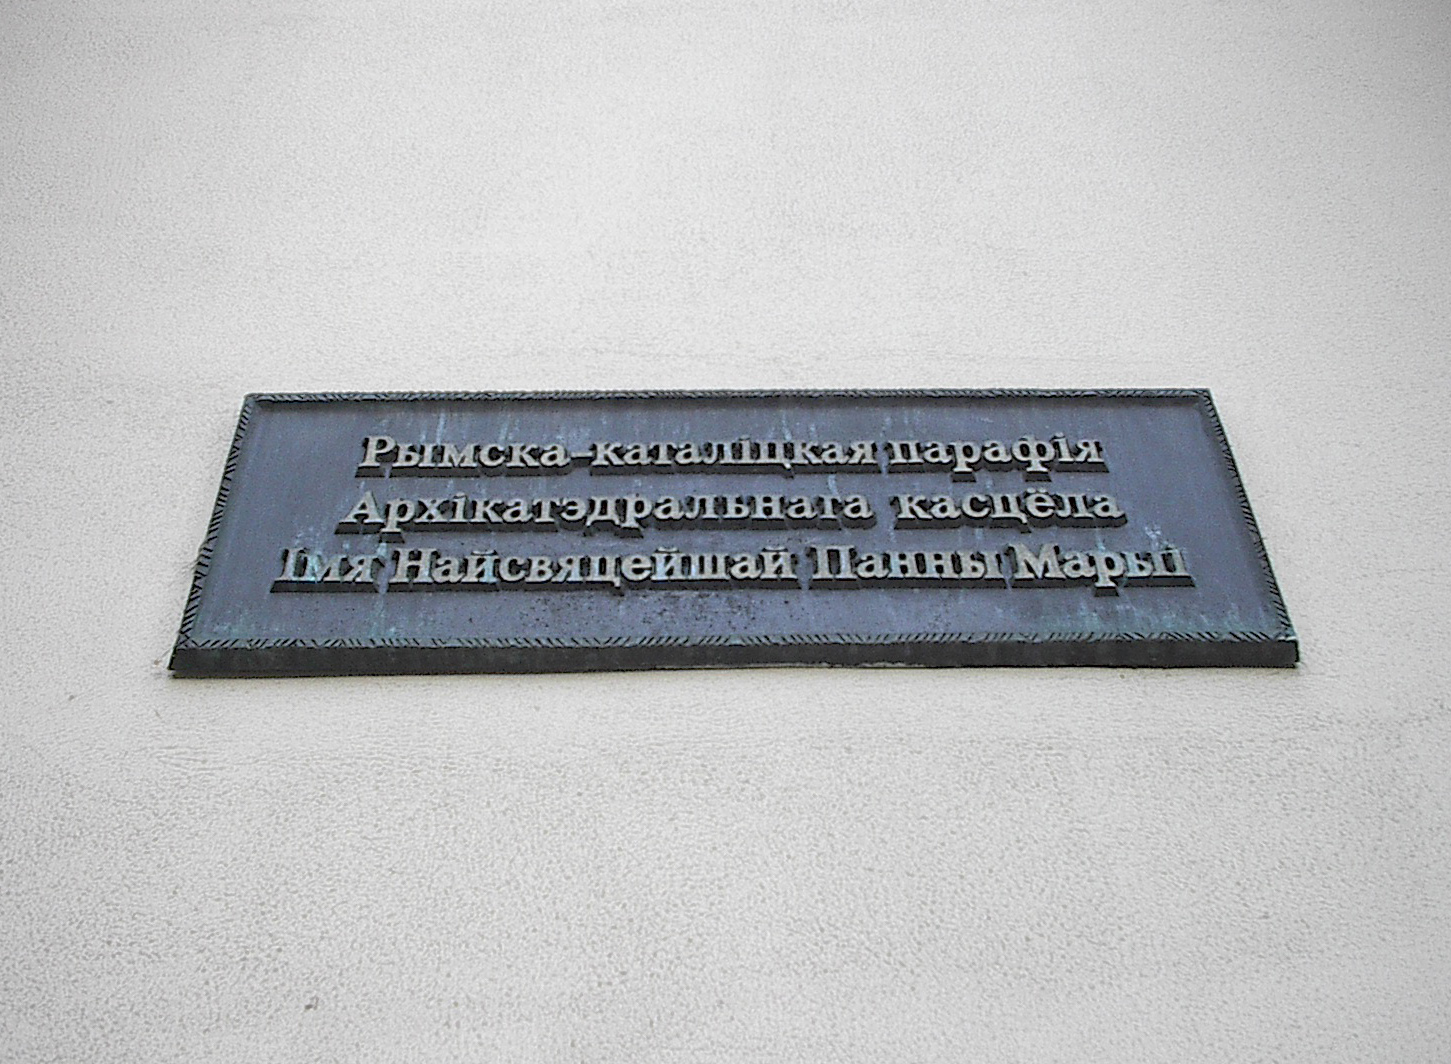 Рымска-каталіцкая парафія
Архікатэдральнага касцёла
Імя Найсвяцейшай Панны Марыі